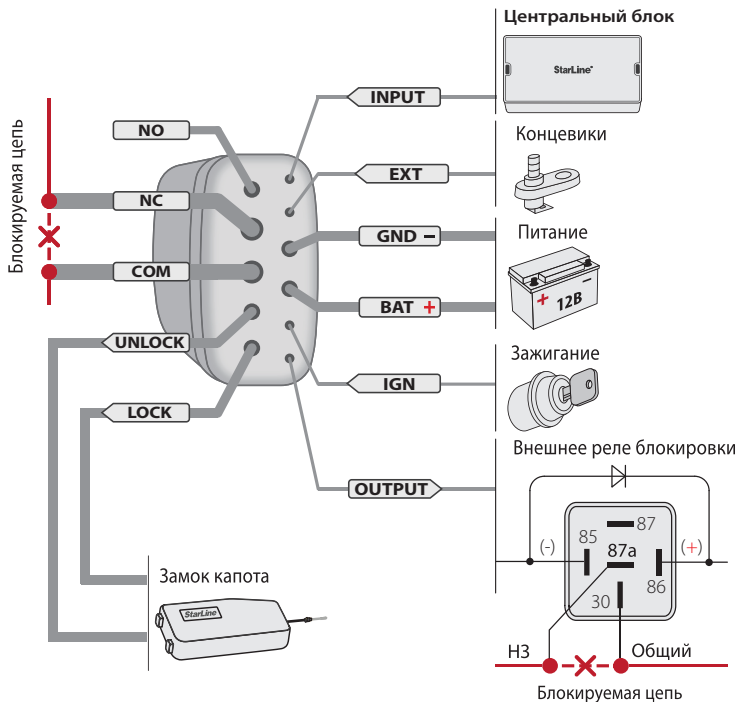 Центральный блок
StarLine®
INPUT
NO
Концевики
EXT
NC
GND –
Питание
+ 12В –
COM
BAT +
Блокируемая цепь
UNLOCK
Зажигание
IGN
LOCK
Внешнее реле блокировки
OUTPUT
87
85
87a
(-)
(+)
86
30
Замок капота
StarLine
НЗ
Общий
Блокируемая цепь